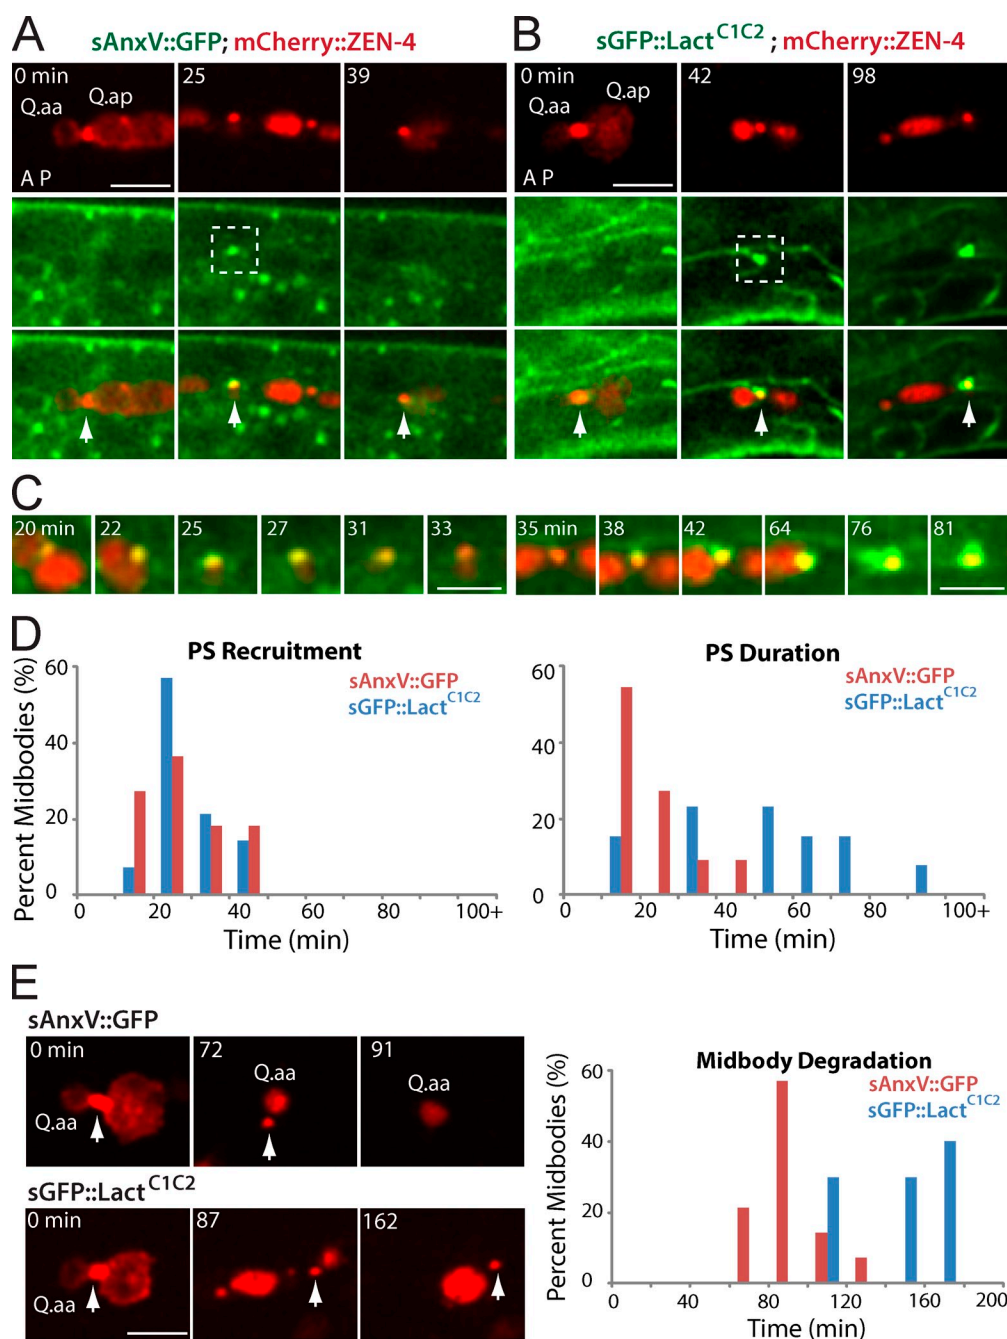 A
sAnxV::GFP; mCherry::ZEN-4
0 min
Q.aa
Q.ap
A P
25
39
B
sGFP::Lact^C1C2 ; mCherry::ZEN-4
0 min
Q.aa
Q.ap
A P
42
98
C
20 min 22 25 27 31 33
35 min 38 42 64 76 81
D
PS Recruitment
sAnxV::GFP
sGFP::Lact^C1C2
Percent Midbodies (%)
60
40
20
0
0 20 40 60 80 100+
Time (min)
PS Duration
sAnxV::GFP
sGFP::Lact^C1C2
60
40
20
0
0 20 40 60 80 100+
Time (min)
E
sAnxV::GFP
0 min
Q.aa
72
Q.aa
91
Q.aa
sGFP::Lact^C1C2
0 min
Q.aa
87
162
Midbody Degradation
sAnxV::GFP
sGFP::Lact^C1C2
Percent Midbodies (%)
60
40
20
0
0 40 80 120 160 200
Time (min)